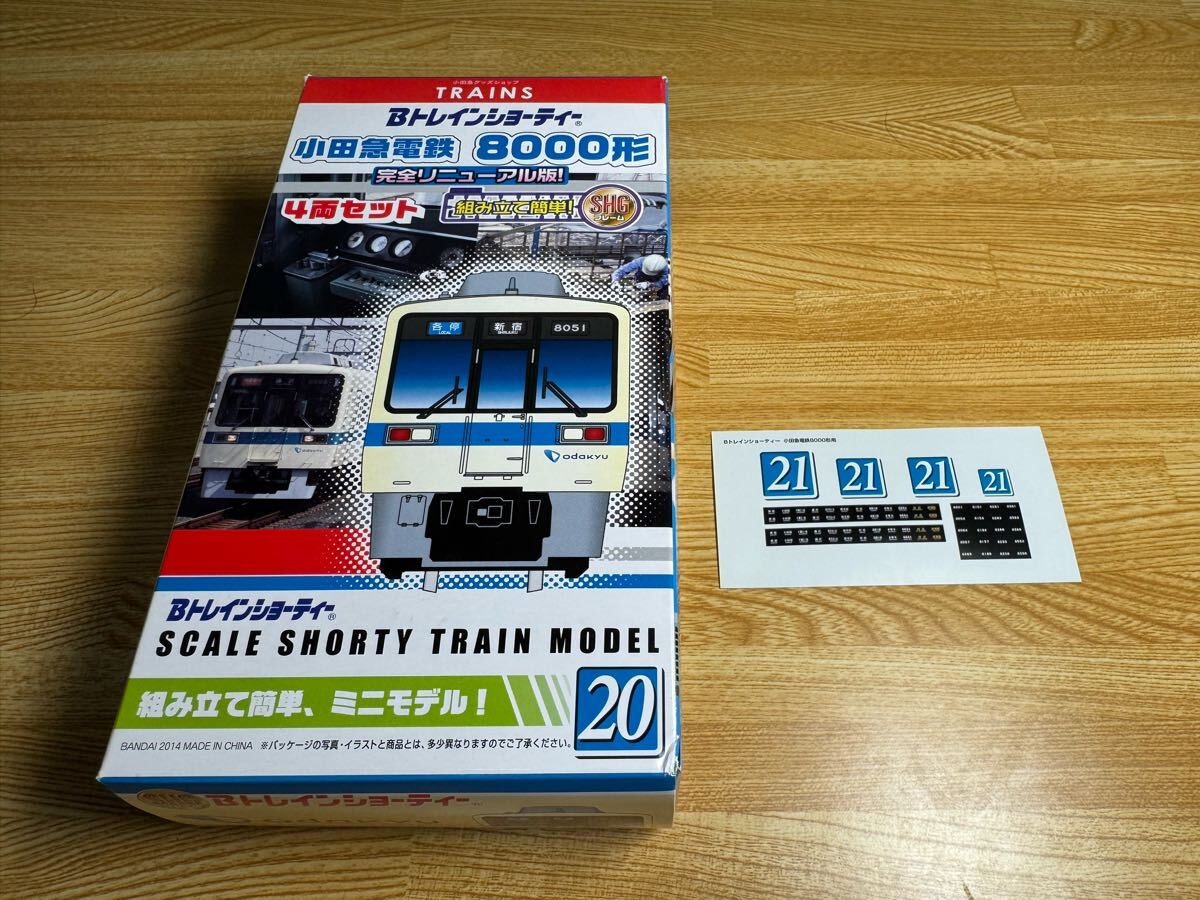 小田急グッズショップ
TRAINS
Bトレインショーティー®
小田急電鉄 8000形
完全リニューアル版!
4両セット
組み立て簡単!
SHG
フレーム
各停
LOCAL
新宿
SHINJUKU
8051
odakyu
odakyu
Bトレインショーティー®
SCALE SHORTY TRAIN MODEL
組み立て簡単、ミニモデル!
20
BANDAI 2014 MADE IN CHINA ※パッケージの写真・イラストと商品とは、多少異なりますのでご了承ください。
SHG
Bトレインショーティー
Bトレインショーティー 小田急電鉄8000形用
21 21 21 21